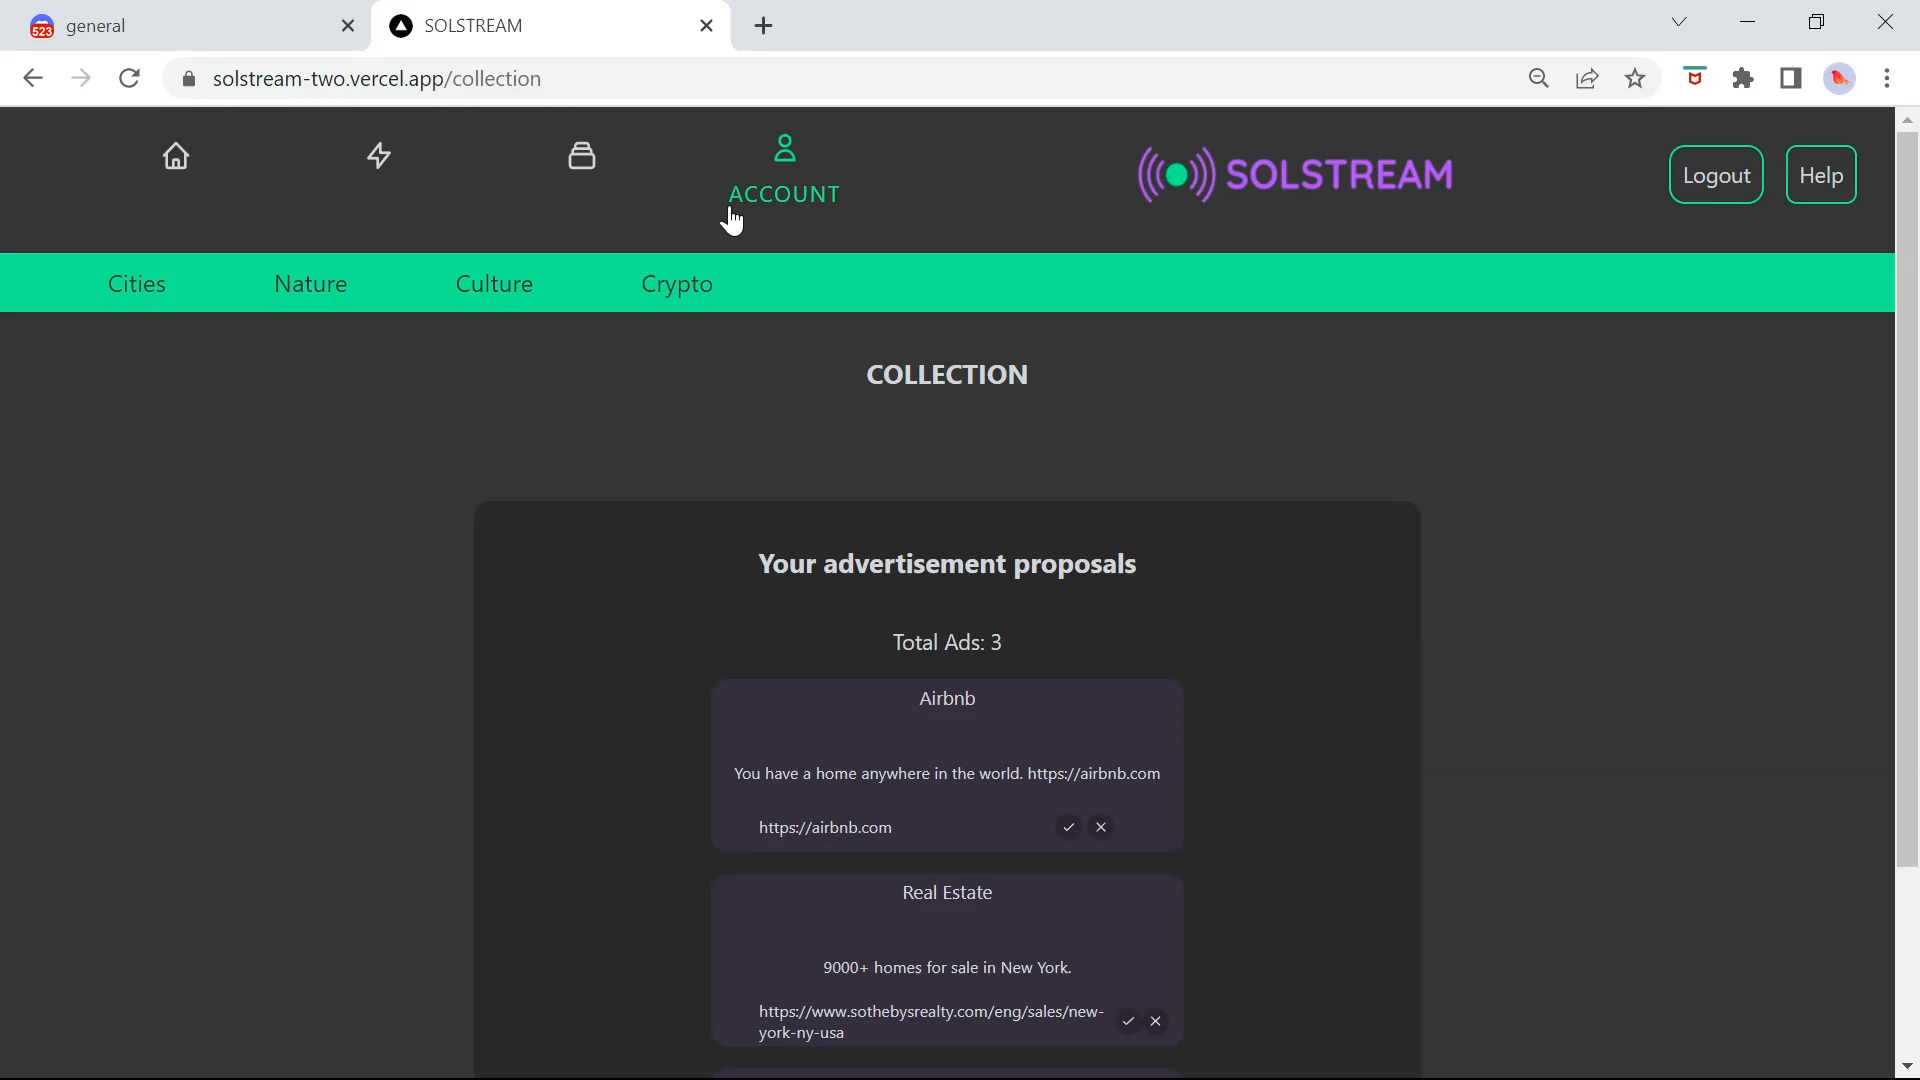 523
general
SOLSTREAM
solstream-two.vercel.app/collection
ACCOUNT
SOLSTREAM
Logout
Help
Cities
Nature
Culture
Crypto
COLLECTION
Your advertisement proposals
Total Ads: 3
Airbnb
You have a home anywhere in the world. https://airbnb.com
https://airbnb.com
Real Estate
9000+ homes for sale in New York.
https://www.sothebysrealty.com/eng/sales/new-
york-ny-usa